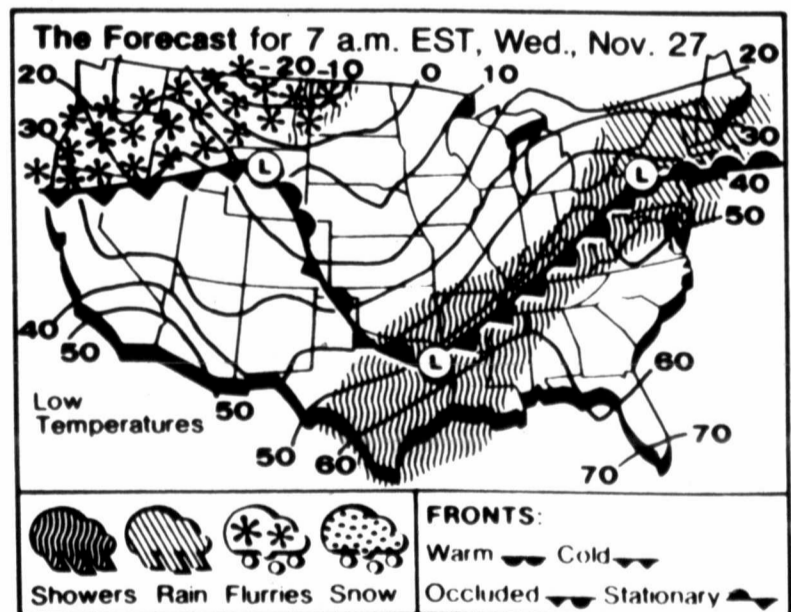 The Forecast for 7 a.m. EST, Wed., Nov. 27
20 -20 -10 0 10 20
30 30
L L
40
50
40
50
L
60
Low
Temperatures
50
50 60
70
70
FRONTS:
Warm Cold
Showers Rain Flurries Snow Occluded Stationary